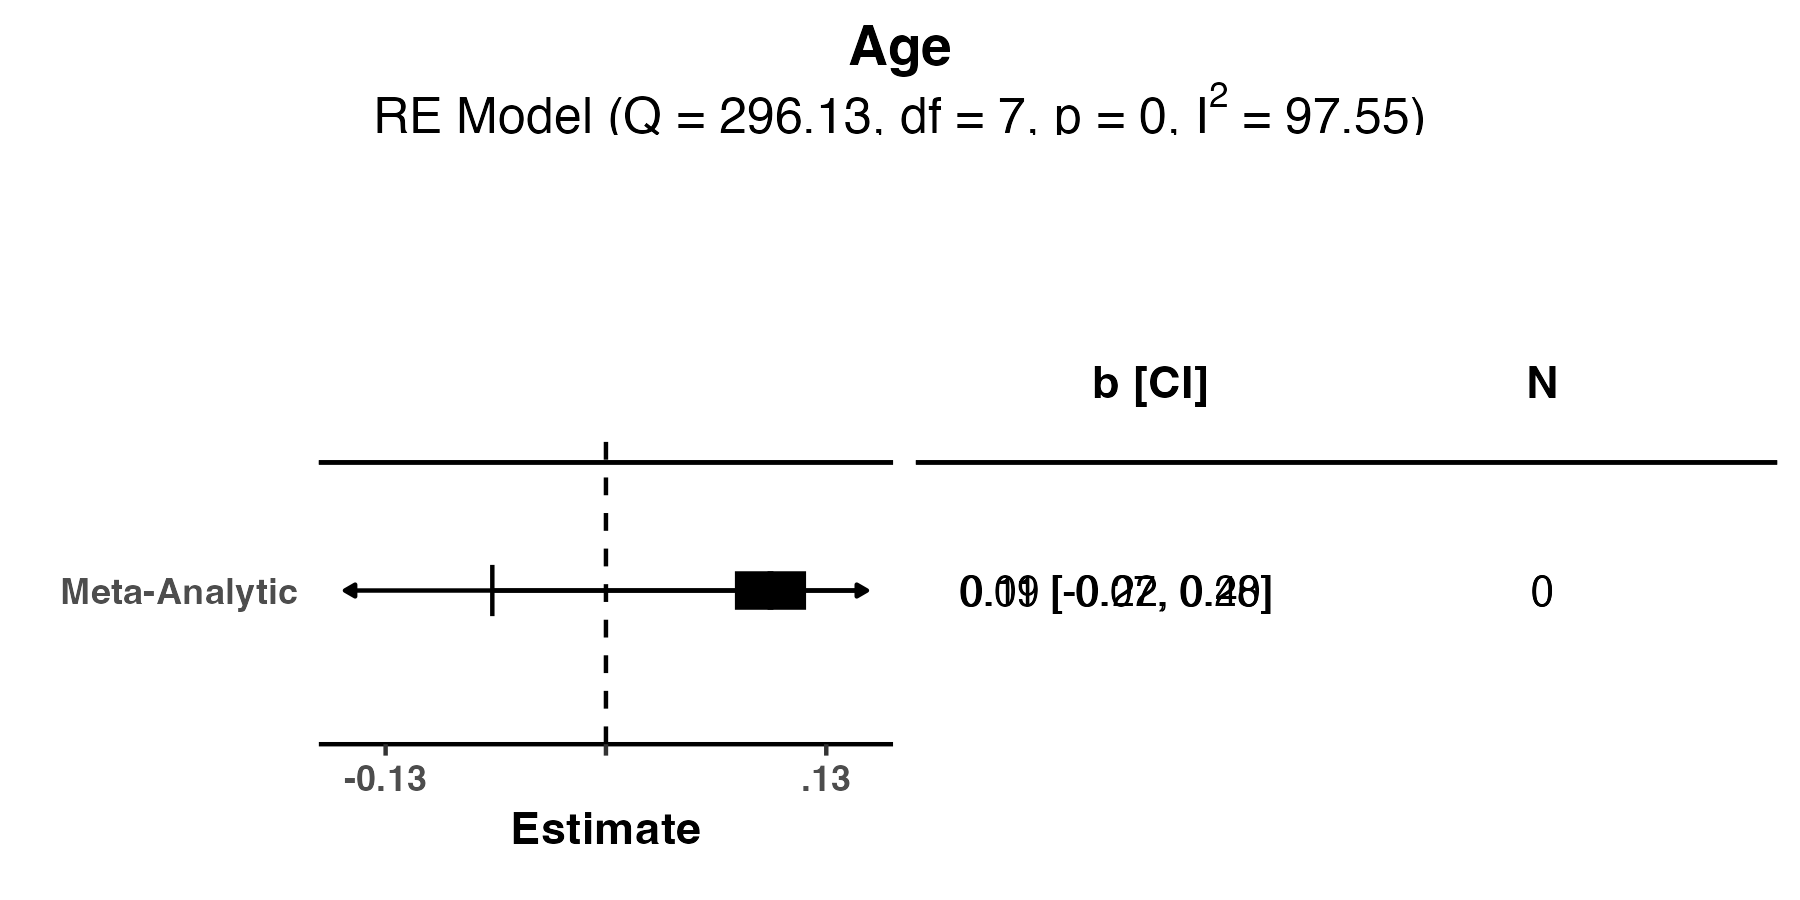 Age
RE Model (Q = 296.13, df = 7, p = 0, I² = 97.55)
b [CI] N
Meta-Analytic 0
-0.13 .13
Estimate